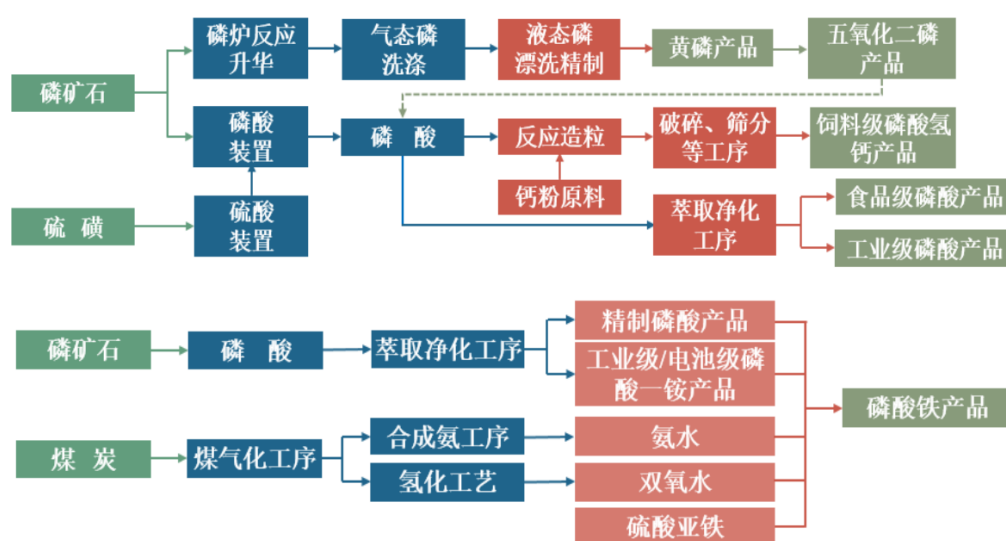 磷炉反应
升华
气态磷
洗涤
液态磷
漂洗精制
黄磷产品
五氧化二磷
产品
磷矿石
磷酸
装置
磷 酸
反应造粒
破碎、筛分
等工序
饲料级磷酸氢
钙产品
钙粉原料
硫 磺
硫酸
装置
萃取净化
工序
食品级磷酸产品
工业级磷酸产品
磷矿石
磷 酸
萃取净化工序
精制磷酸产品
工业级/电池级磷
酸一铵产品
磷酸铁产品
煤 炭
煤气化工序
合成氨工序
氨水
氢化工艺
双氧水
硫酸亚铁